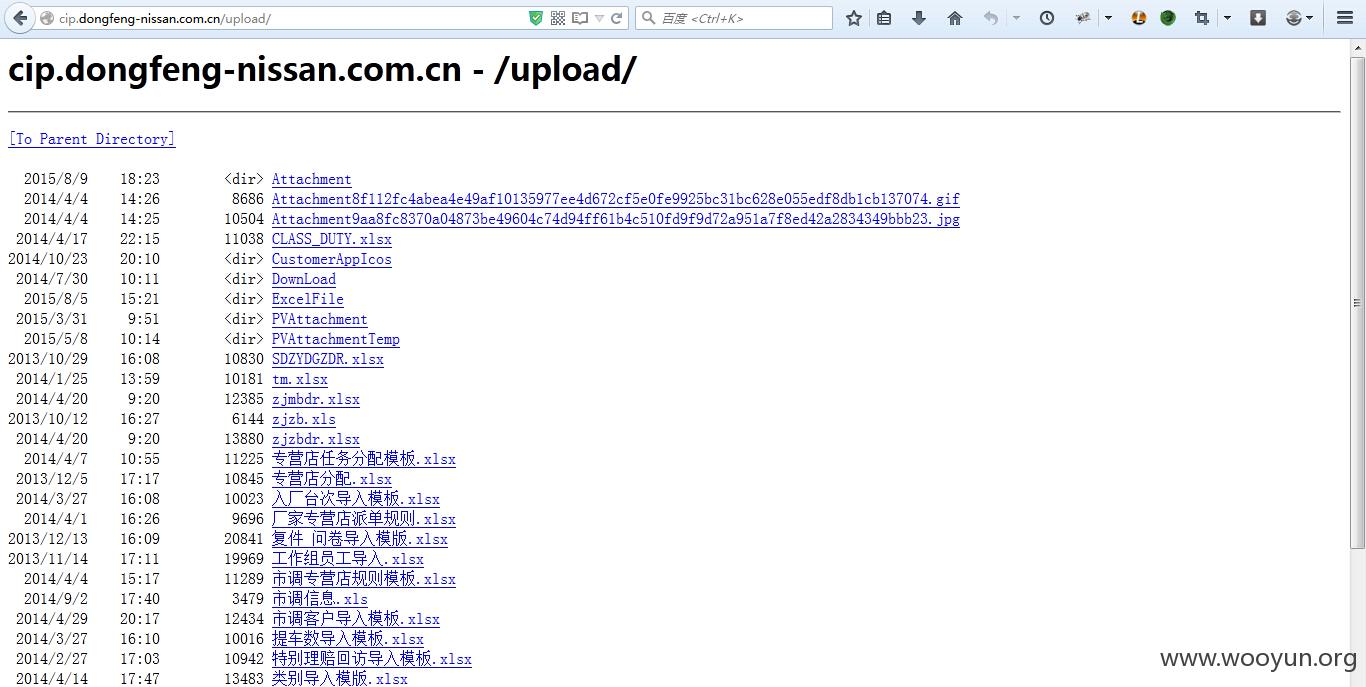 cip.dongfeng-nissan.com.cn/upload/
百度 <Ctrl+K>
cip.dongfeng-nissan.com.cn - /upload/
[To Parent Directory]
2015/8/9 18:23 <dir> Attachment
2014/4/4 14:26 8686 Attachment8f112fc4abea4e49af10135977ee4d672cf5e0fe9925bc31bc628e055edf8db1cb137074.gif
2014/4/4 14:25 10504 Attachment9aa8fc8370a04873be49604c74d94ff61b4c510fd9f9d72a951a7f8ed42a2834349bbb23.jpg
2014/4/17 22:15 11038 CLASS_DUTY.xlsx
2014/10/23 20:10 <dir> CustomerAppIcos
2014/7/30 10:11 <dir> DownLoad
2015/8/5 15:21 <dir> ExcelFile
2015/3/31 9:51 <dir> PVAttachment
2015/5/8 10:14 <dir> PVAttachmentTemp
2013/10/29 16:08 10830 SDZYDGZDR.xlsx
2014/1/25 13:59 10181 tm.xlsx
2014/4/20 9:20 12385 zjmbdr.xlsx
2013/10/12 16:27 6144 zjzb.xls
2014/4/20 9:20 13880 zjzbdr.xlsx
2014/4/7 10:55 11225 专营店任务分配模板.xlsx
2013/12/5 17:17 10845 专营店分配.xlsx
2014/3/27 16:08 10023 入厂台次导入模板.xlsx
2014/4/1 16:26 9696 厂家专营店派单规则.xlsx
2013/12/13 16:09 20841 复件 问卷导入模版.xlsx
2013/11/14 17:11 19969 工作组员工导入.xlsx
2014/4/4 15:17 11289 市调专营店规则模板.xlsx
2014/9/2 17:40 3479 市调信息.xls
2014/4/29 20:17 12434 市调客户导入模板.xlsx
2014/3/27 16:10 10016 提车数导入模板.xlsx
2014/2/27 17:03 10942 特别理赔回访导入模板.xlsx
2014/4/14 17:47 13483 类别导入模版.xlsx
www.wooyun.org